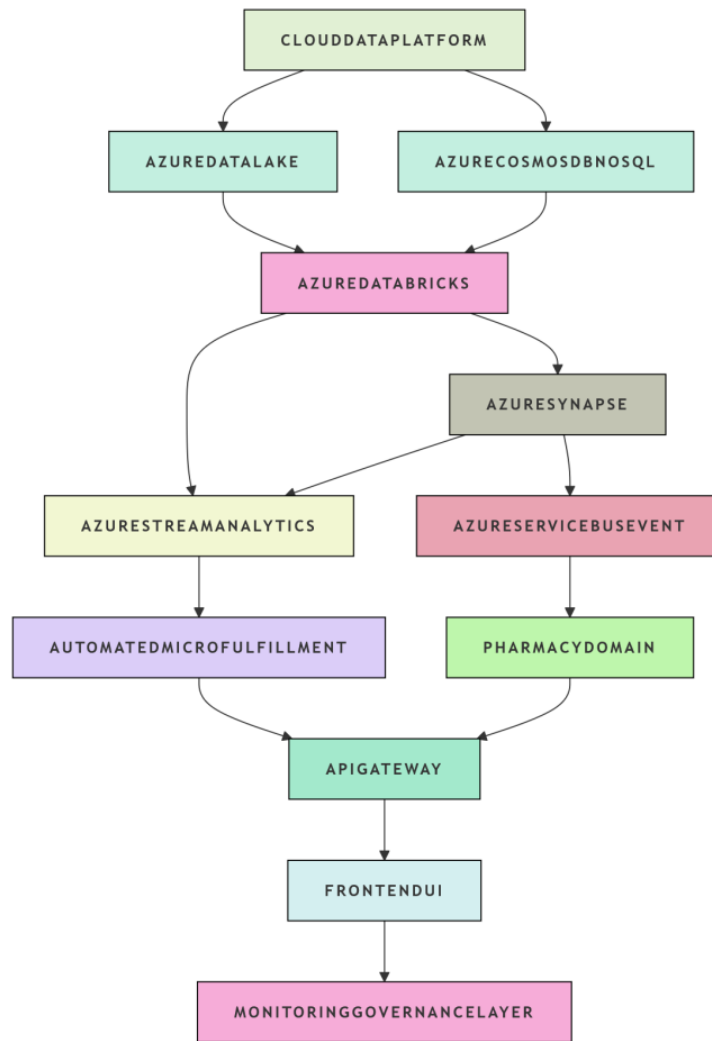 CLOUDDATAPLATFORM
AZUREDATALAKE
AZURECOSMOSDBNOSQL
AZUREDATABRICKS
AZURESYNAPSE
AZURESTREAMANALYTICS
AZURESERVICEBUSEVENT
AUTOMATEDMICROFULFILLMENT
PHARMACYDOMAIN
APIGATEWAY
FRONTENDUI
MONITORINGGOVERNANCELAYER